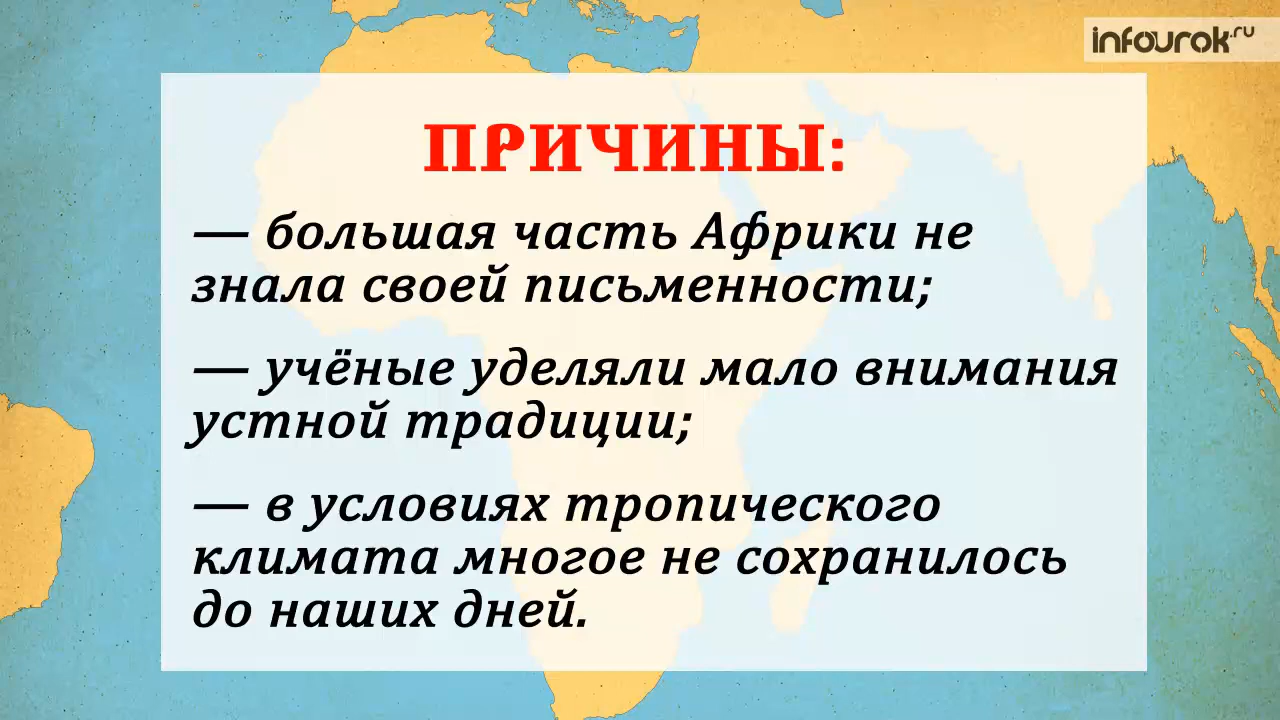 infourok.ru
ПРИЧИНЫ:
— большая часть Африки не
знала своей письменности;
— учёные уделяли мало внимания
устной традиции;
— в условиях тропического
климата многое не сохранилось
до наших дней.